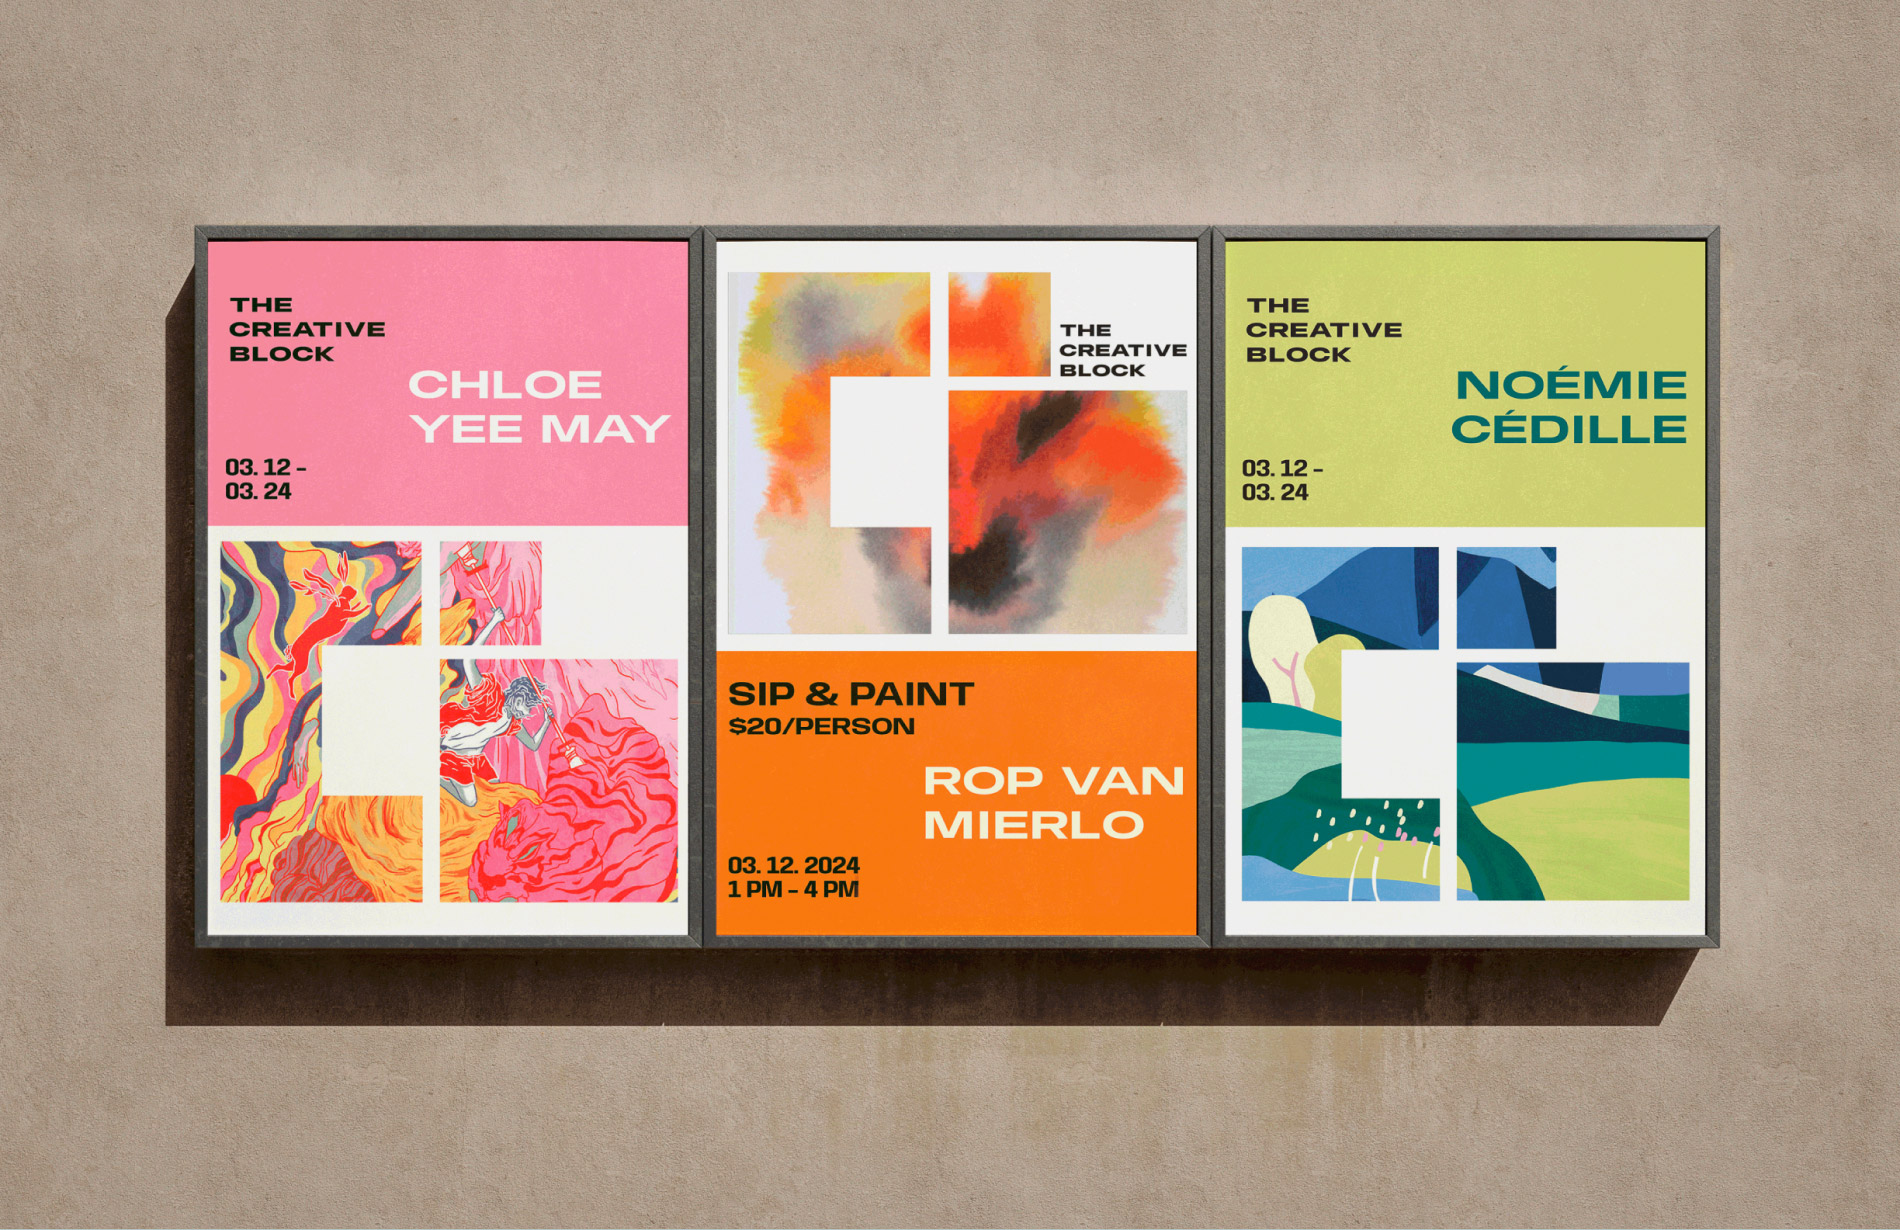 THE
CREATIVE
BLOCK
CHLOE
YEE MAY
03. 12 –
03. 24
THE
CREATIVE
BLOCK
SIP & PAINT
$20/PERSON
ROP VAN
MIERLO
03. 12. 2024
1 PM – 4 PM
THE
CREATIVE
BLOCK
NOÉMIE
CÉDILLE
03. 12 –
03. 24